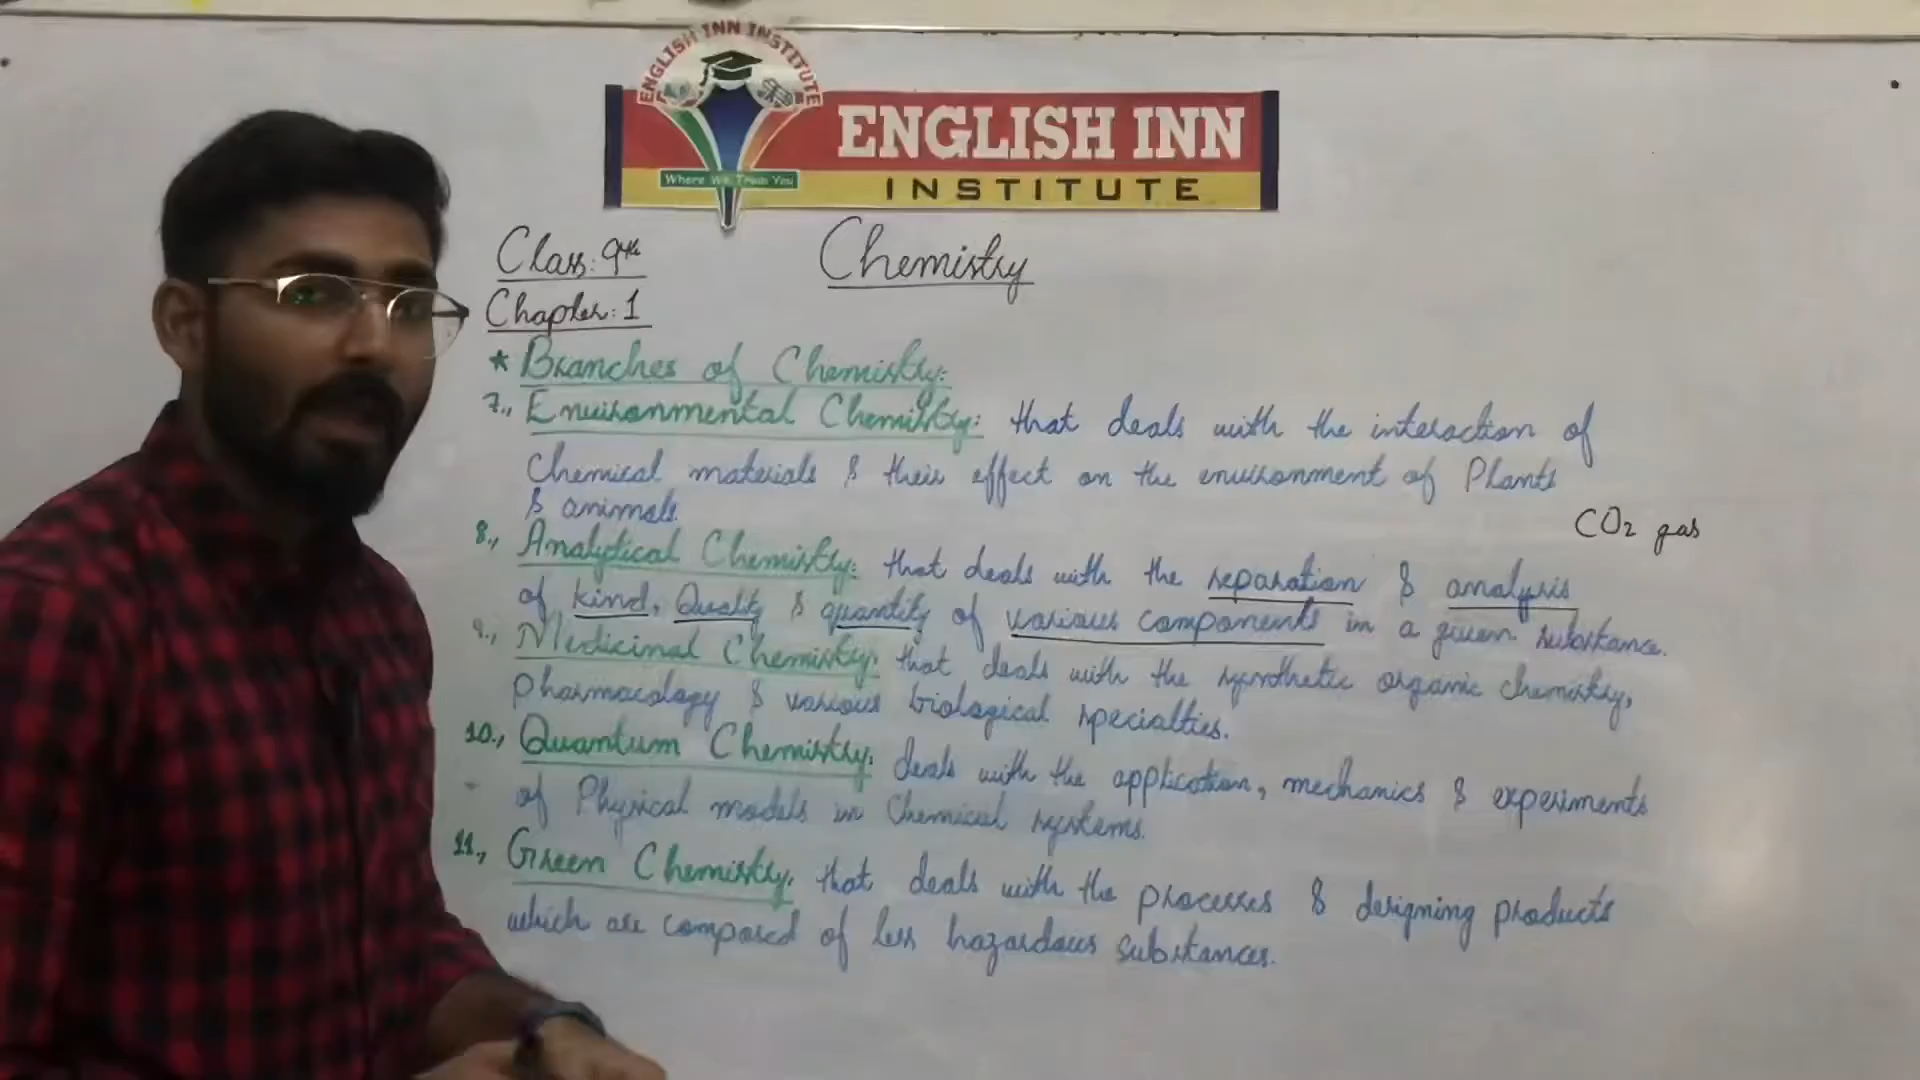 ENGLISH INN INSTITUTE
Where We Train You
ENGLISH INN
INSTITUTE
Class: 9th
Chemistry
Chapter: 1
* Branches of Chemistry:
7., Environmental Chemistry: that deals with the interaction of
Chemical materials & their effect on the environment of Plants
& animals.
CO2 gas
8., Analytical Chemistry: that deals with the separation & analysis
of kind, Quality & quantity of various components in a given substance.
9., Medicinal Chemistry, that deals with the synthetic organic chemistry,
pharmacology & various biological specialties.
10., Quantum Chemistry, deals with the application, mechanics & experiments
of Physical models in Chemical systems.
11., Green Chemistry, that deals with the processes & designing products
which are composed of less hazardous substances.